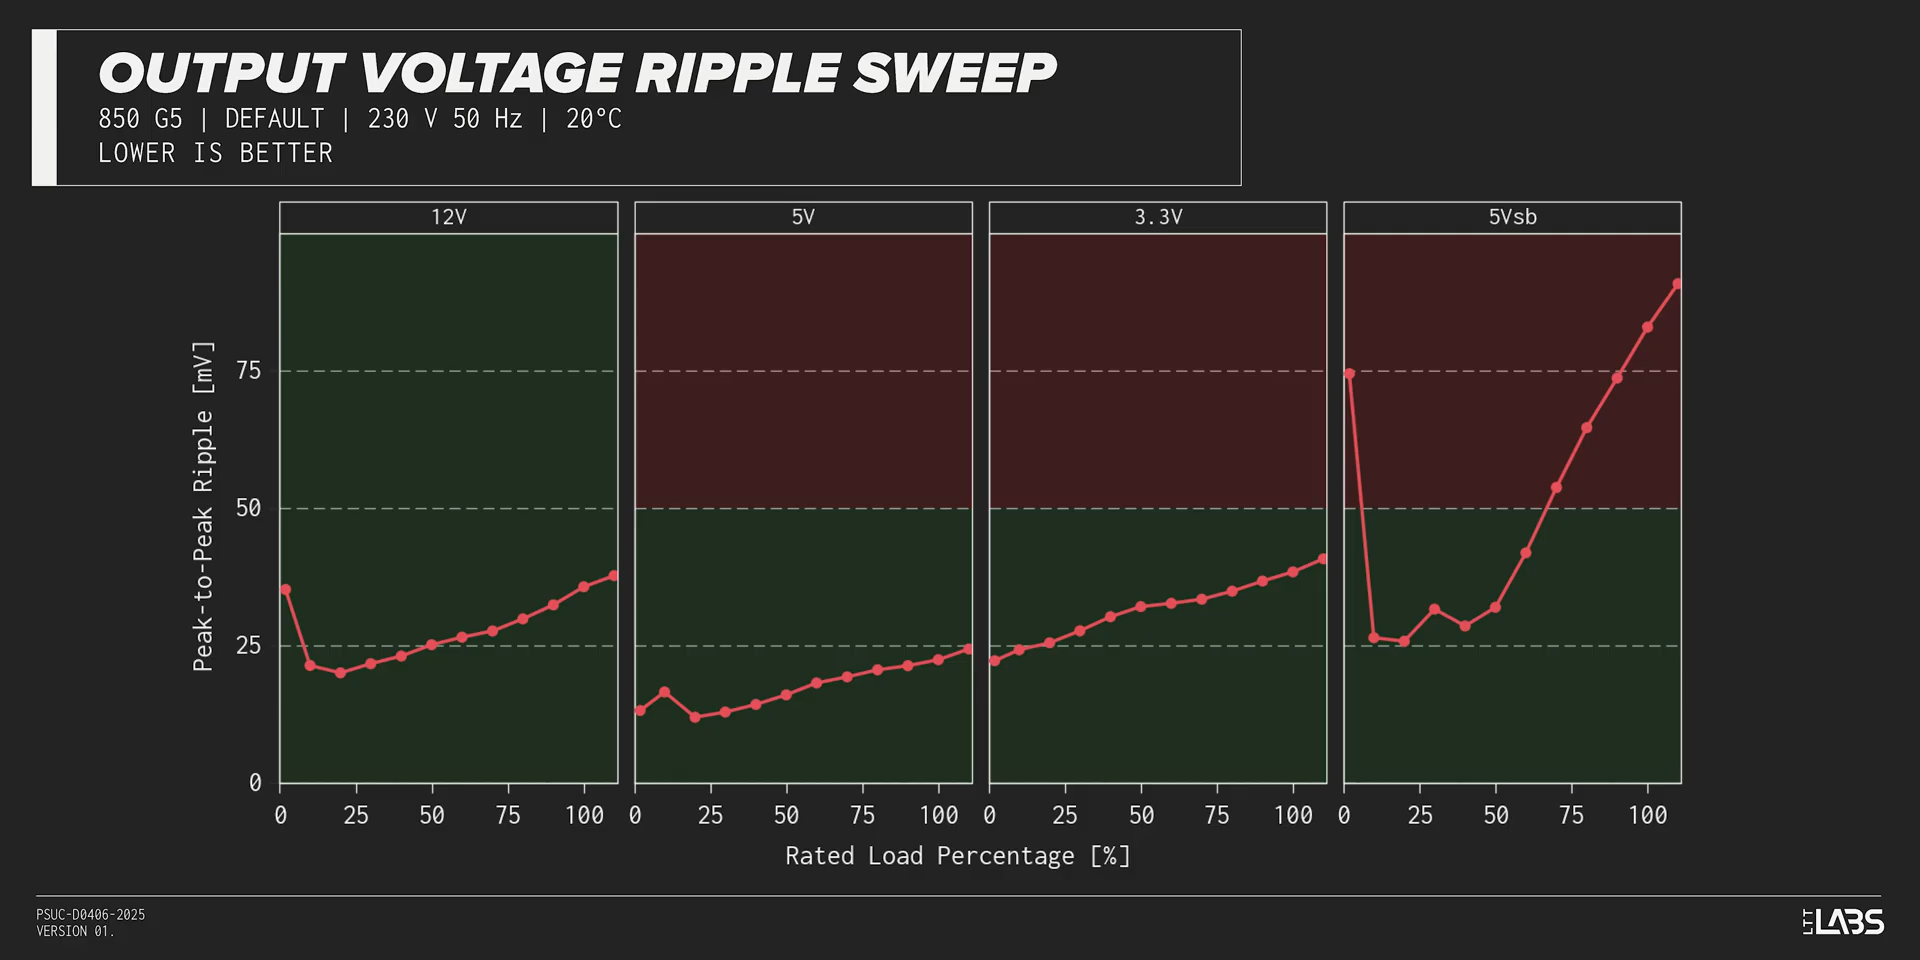 OUTPUT VOLTAGE RIPPLE SWEEP
850 G5 | DEFAULT | 230 V 50 Hz | 20°C
LOWER IS BETTER
12V
5V
3.3V
5Vsb
Peak-to-Peak Ripple [mV]
75
50
25
0
0 25 50 75 100
0 25 50 75 100
0 25 50 75 100
0 25 50 75 100
Rated Load Percentage [%]
PSUC-D0406-2025
VERSION 01.
LTT LABS